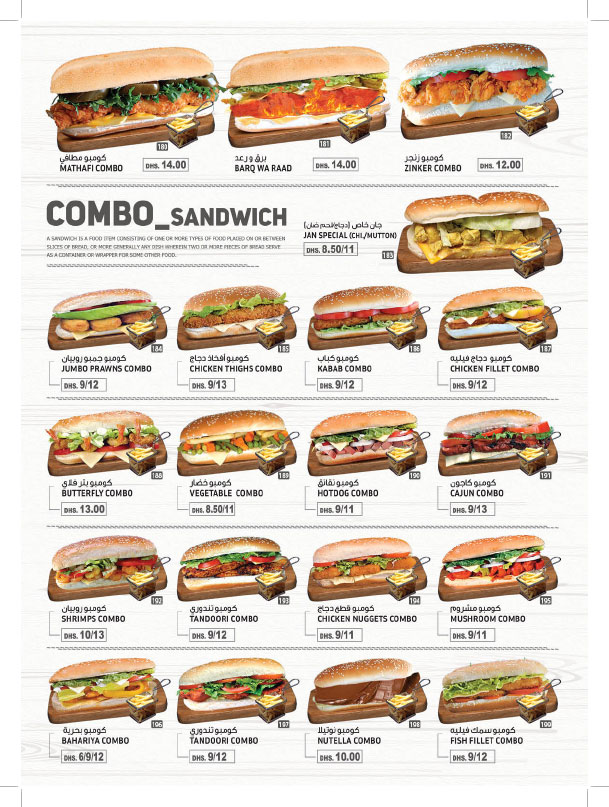 180
181
182
كومبو مطافي
MATHAFI COMBO
DHS. 14.00
برق و رعد
BARQ WA RAAD
DHS. 14.00
كومبو زنجر
ZINKER COMBO
DHS. 12.00
COMBO_SANDWICH
A SANDWICH IS A FOOD ITEM CONSISTING OF ONE OR MORE TYPES OF FOOD PLACED ON OR BETWEEN
SLICES OF BREAD, OR MORE GENERALLY ANY DISH WHEREIN TWO OR MORE PIECES OF BREAD SERVE
AS A CONTAINER OR WRAPPER FOR SOME OTHER FOOD.
جان خاص (دجاج/لحم ضان)
JAN SPECIAL (CHI./MUTTON)
DHS. 8.50/11
183
184
كومبو جمبو روبيان
JUMBO PRAWNS COMBO
DHS. 9/12
185
كومبو أفخاذ دجاج
CHICKEN THIGHS COMBO
DHS. 9/13
186
كومبو كباب
KABAB COMBO
DHS. 9/12
187
كومبو دجاج فيليه
CHICKEN FILLET COMBO
DHS. 9/12
188
كومبو بتر فلاي
BUTTERFLY COMBO
DHS. 13.00
189
كومبو خضار
VEGETABLE COMBO
DHS. 8.50/11
190
كومبو نقانق
HOTDOG COMBO
DHS. 9/11
191
كومبو كاجون
CAJUN COMBO
DHS. 9/13
192
كومبو روبيان
SHRIMPS COMBO
DHS. 10/13
193
كومبو تندوري
TANDOORI COMBO
DHS. 9/12
194
كومبو قطع دجاج
CHICKEN NUGGETS COMBO
DHS. 9/11
195
كومبو مشروم
MUSHROOM COMBO
DHS. 9/11
196
كومبو بحرية
BAHARIYA COMBO
DHS. 6/9/12
197
كومبو تندوري
TANDOORI COMBO
DHS. 9/12
198
كومبو نوتيلا
NUTELLA COMBO
DHS. 10.00
199
كومبو سمك فيليه
FISH FILLET COMBO
DHS. 9/12